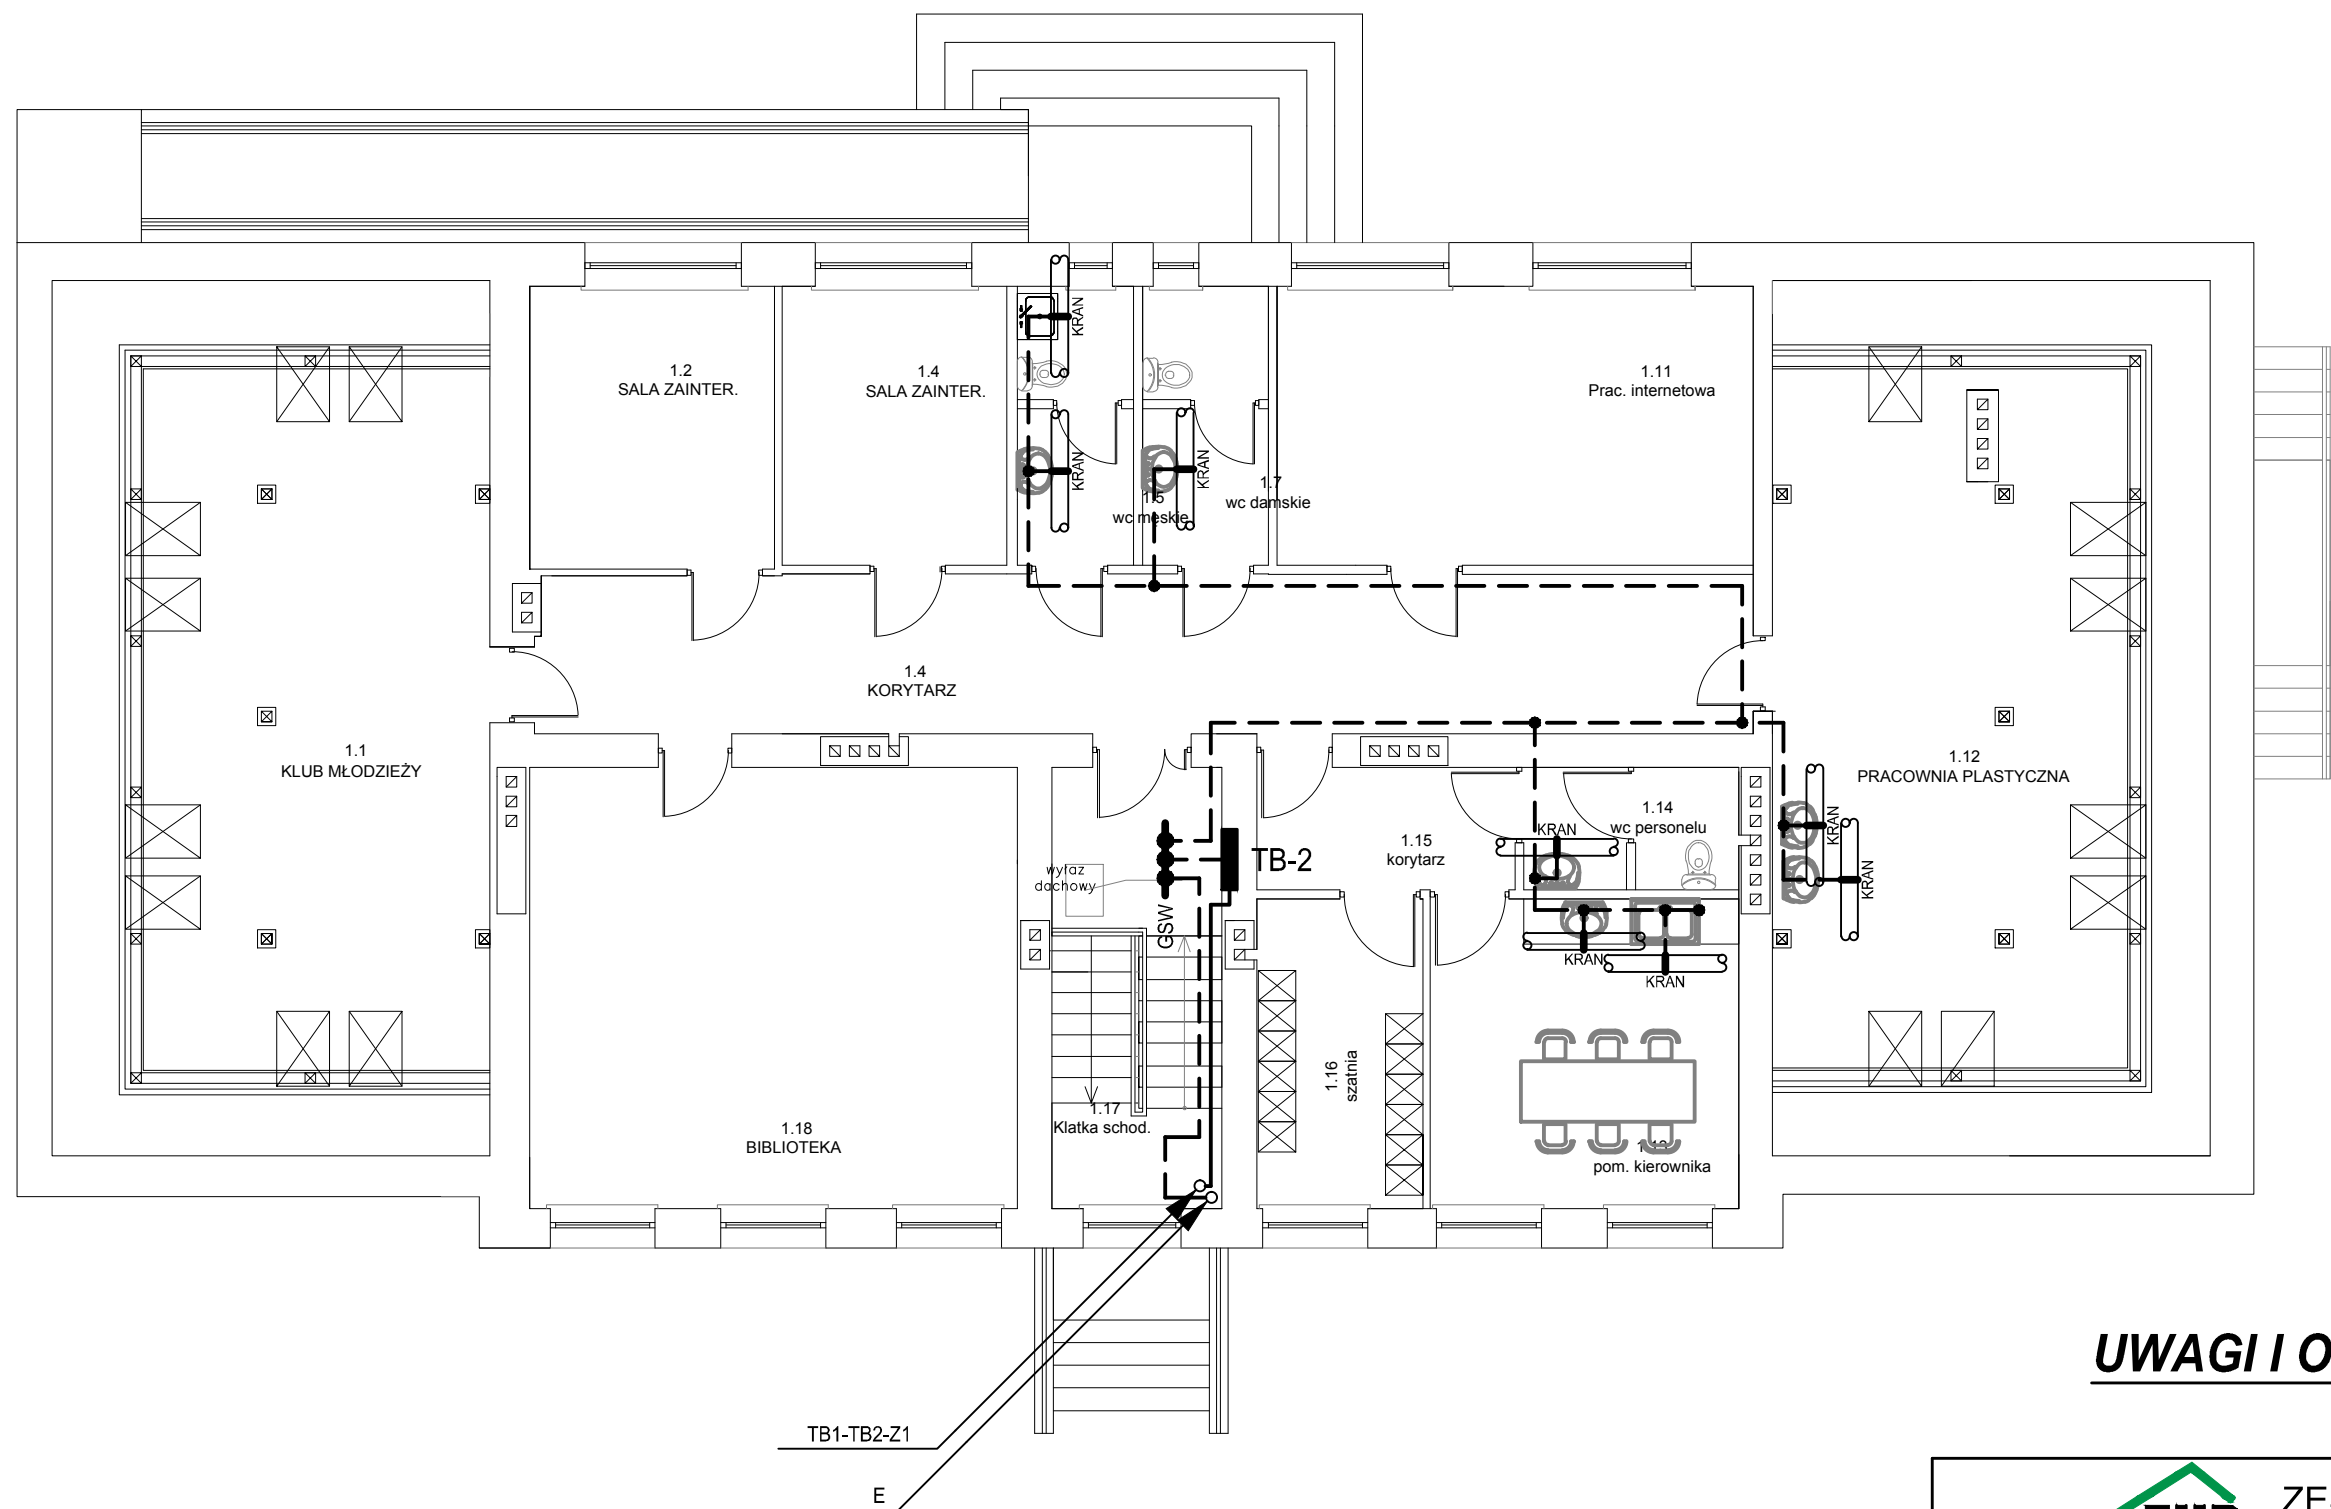 KRAN
1.2
SALA ZAINTER.
1.4
SALA ZAINTER.
1.11
Prac. internetowa
KRAN
KRAN
1.5
wc męskie
1.7
wc damskie
1.4
KORYTARZ
1.1
KLUB MŁODZIEŻY
1.12
PRACOWNIA PLASTYCZNA
1.14
wc personelu
KRAN
KRAN
KRAN
1.15
korytarz
TB-2
wyłaz
dachowy
GSW
KRAN
KRAN
1.16
szatnia
1.17
Klatka schod.
1.18
BIBLIOTEKA
pom. kierownika
UWAGI I O
TB1-TB2-Z1
E